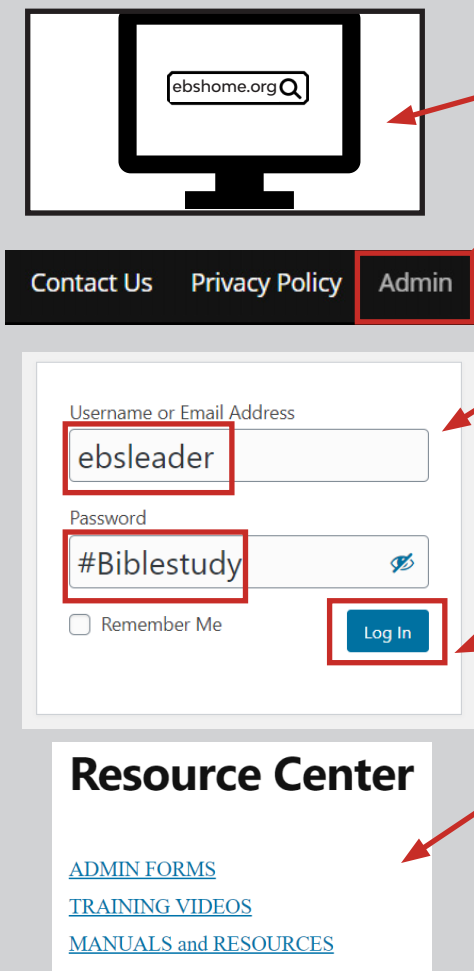 ebshome.org
Contact Us Privacy Policy Admin
Username or Email Address
ebsleader
Password
#Biblestudy
Remember Me Log In
Resource Center
ADMIN FORMS
TRAINING VIDEOS
MANUALS and RESOURCES